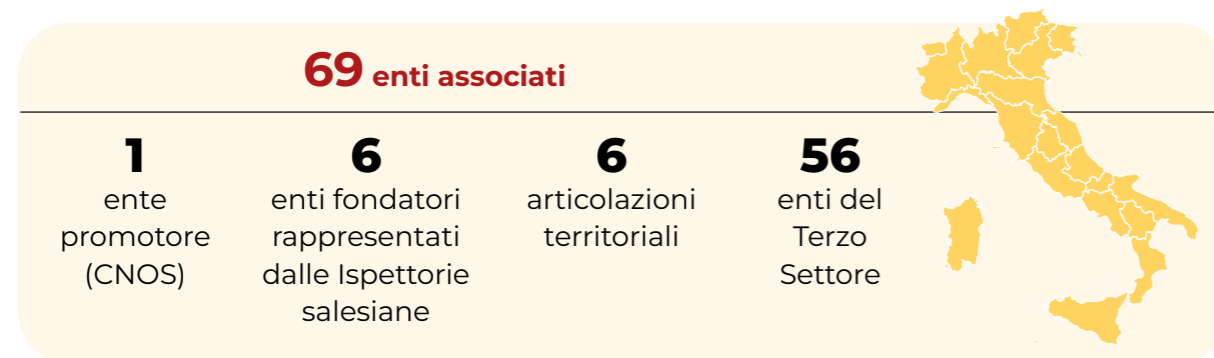 69 enti associati
1
ente
promotore
(CNOS)
6
enti fondatori
rappresentati
dalle Ispettorie
salesiane
6
articolazioni
territoriali
56
enti del
Terzo
Settore